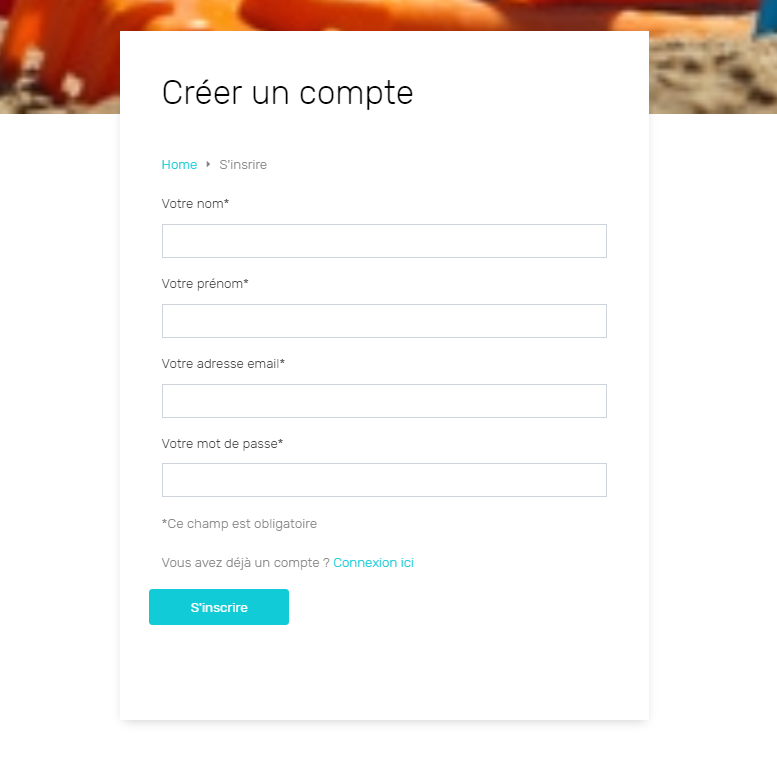 Créer un compte
Home S'insrire
Votre nom*
Votre prénom*
Votre adresse email*
Votre mot de passe*
*Ce champ est obligatoire
Vous avez déjà un compte ? Connexion ici
S'inscrire